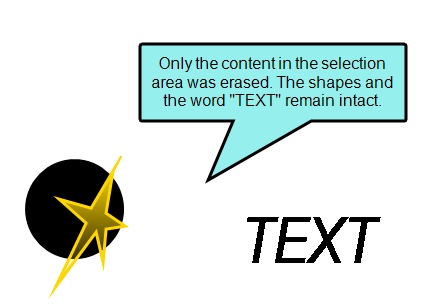 Only the content in the selection
area was erased. The shapes and
the word "TEXT" remain intact.
TEXT